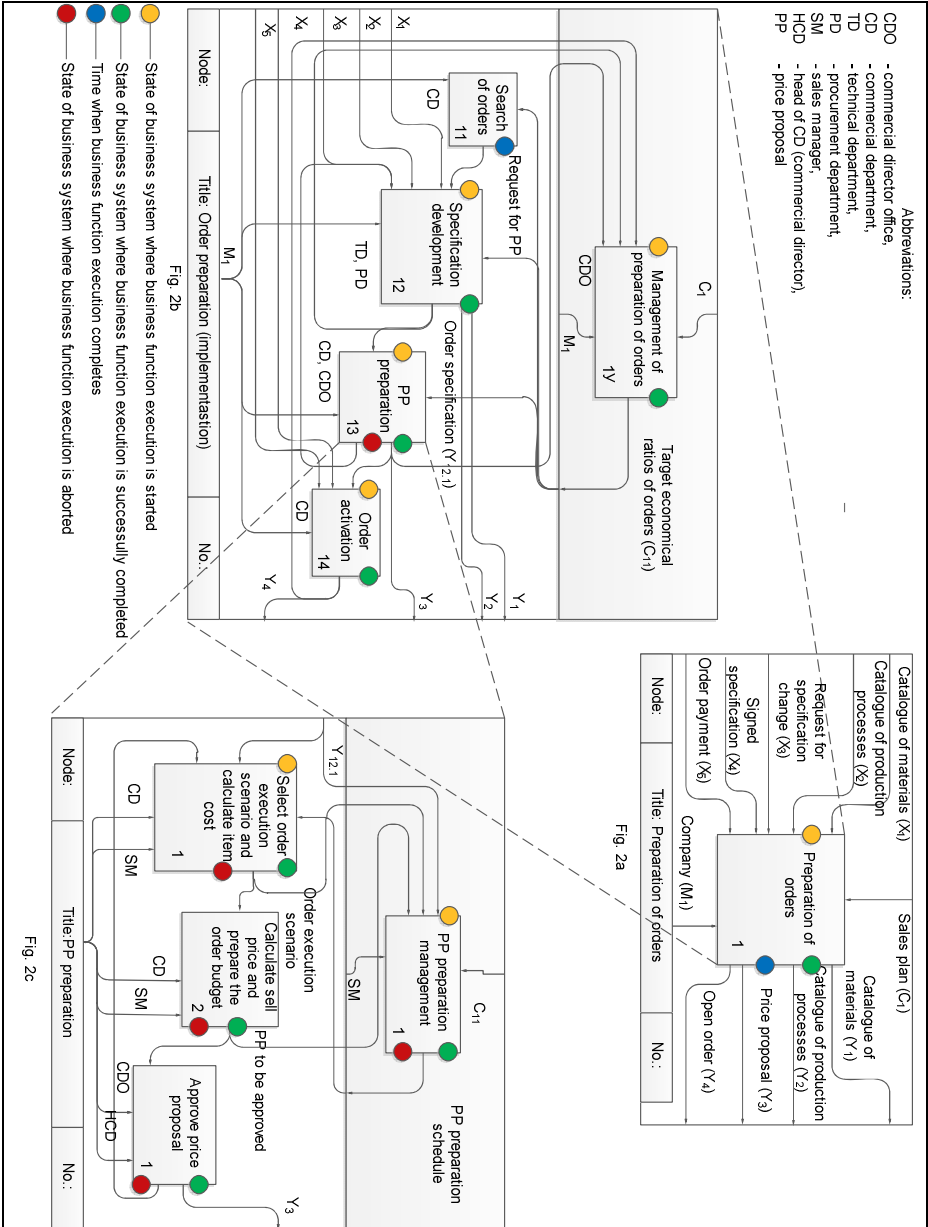 Abbreviations:
CDO - commercial director office,
CD - commercial department,
TD - technical department,
PD - procurement department,
SM - sales manager,
HCD - head of CD (commercial director),
PP - price proposal
Catalogue of materials (X1)
Catalogue of production
processes (X2)
Request for
specification
change (X3)
Signed
specification (X4)
Order payment (X6)
Sales plan (C1)
Preparation of
orders
1
Company (M1)
Catalogue of
materials (Y1)
Catalogue of production
processes (Y2)
Price proposal (Y3)
Open order (Y4)
Node:
Title: Preparation of orders
No.:
Fig. 2a
C1
Management of
preparation of orders
1Y
CDO
M1
Target economical
ratios of orders (C11)
X1
X2
X3
X4
X5
Search
of orders
11
CD
Request for PP
Specification
development
12
TD, PD
Order specification (Y12.1)
PP
preparation
13
CD, CDO
Order
activation
14
CD
M1
Y1
Y2
Y3
Y4
Node:
Title: Order preparation (implementastion)
No.:
Fig. 2b
C11
PP preparation
management
1
SM
PP preparation
schedule
Y12.1
Select order
execution
scenario and
calculate item
cost
1
CD
SM
Order execution
scenario
Calculate sell
price and
prepare the
order budget
2
CD
SM
PP to be approved
Approve price
proposal
1
CDO
HCD
Y3
Node:
Title:PP preparation
No.:
Fig. 2c
State of business system where business function execution is started
State of business system where business function execution is successully completed
Time when business function execution completes
State of business system where business function execution is aborted